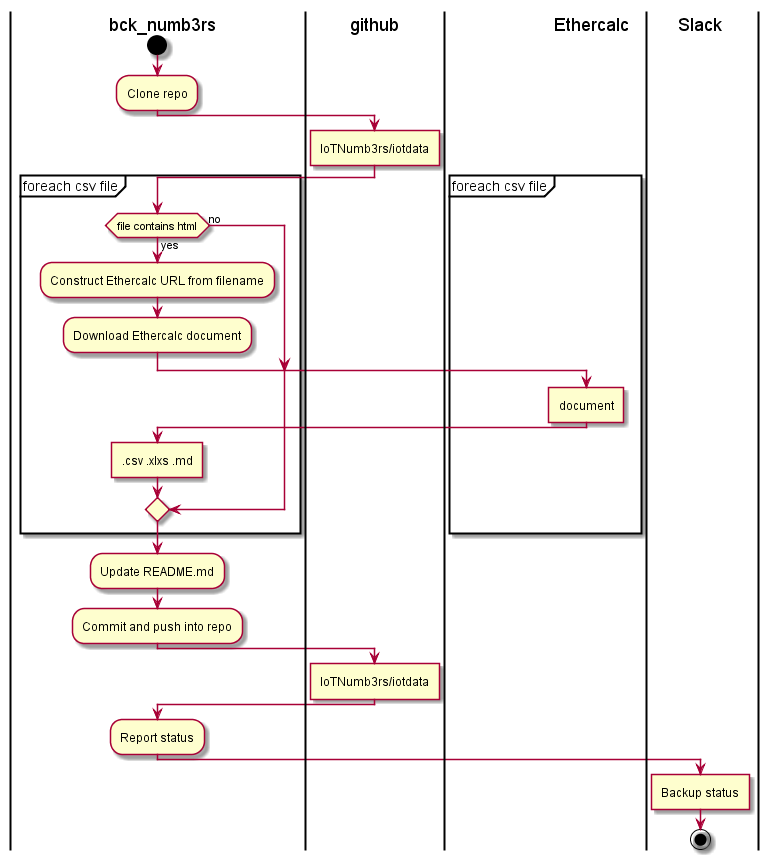 bck_numb3rs
github
Ethercalc
Slack
Clone repo
IoTNumb3rs/iotdata
foreach csv file
foreach csv file
file contains html
no
yes
Construct Ethercalc URL from filename
Download Ethercalc document
document
.csv .xlxs .md
Update README.md
Commit and push into repo
IoTNumb3rs/iotdata
Report status
Backup status